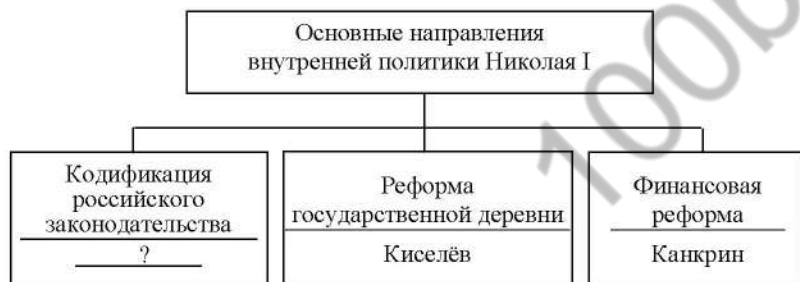 Основные направления
внутренней политики Николая I
Кодификация
российского
законодательства
?
Реформа
государственной деревни
Киселёв
Финансовая
реформа
Канкрин